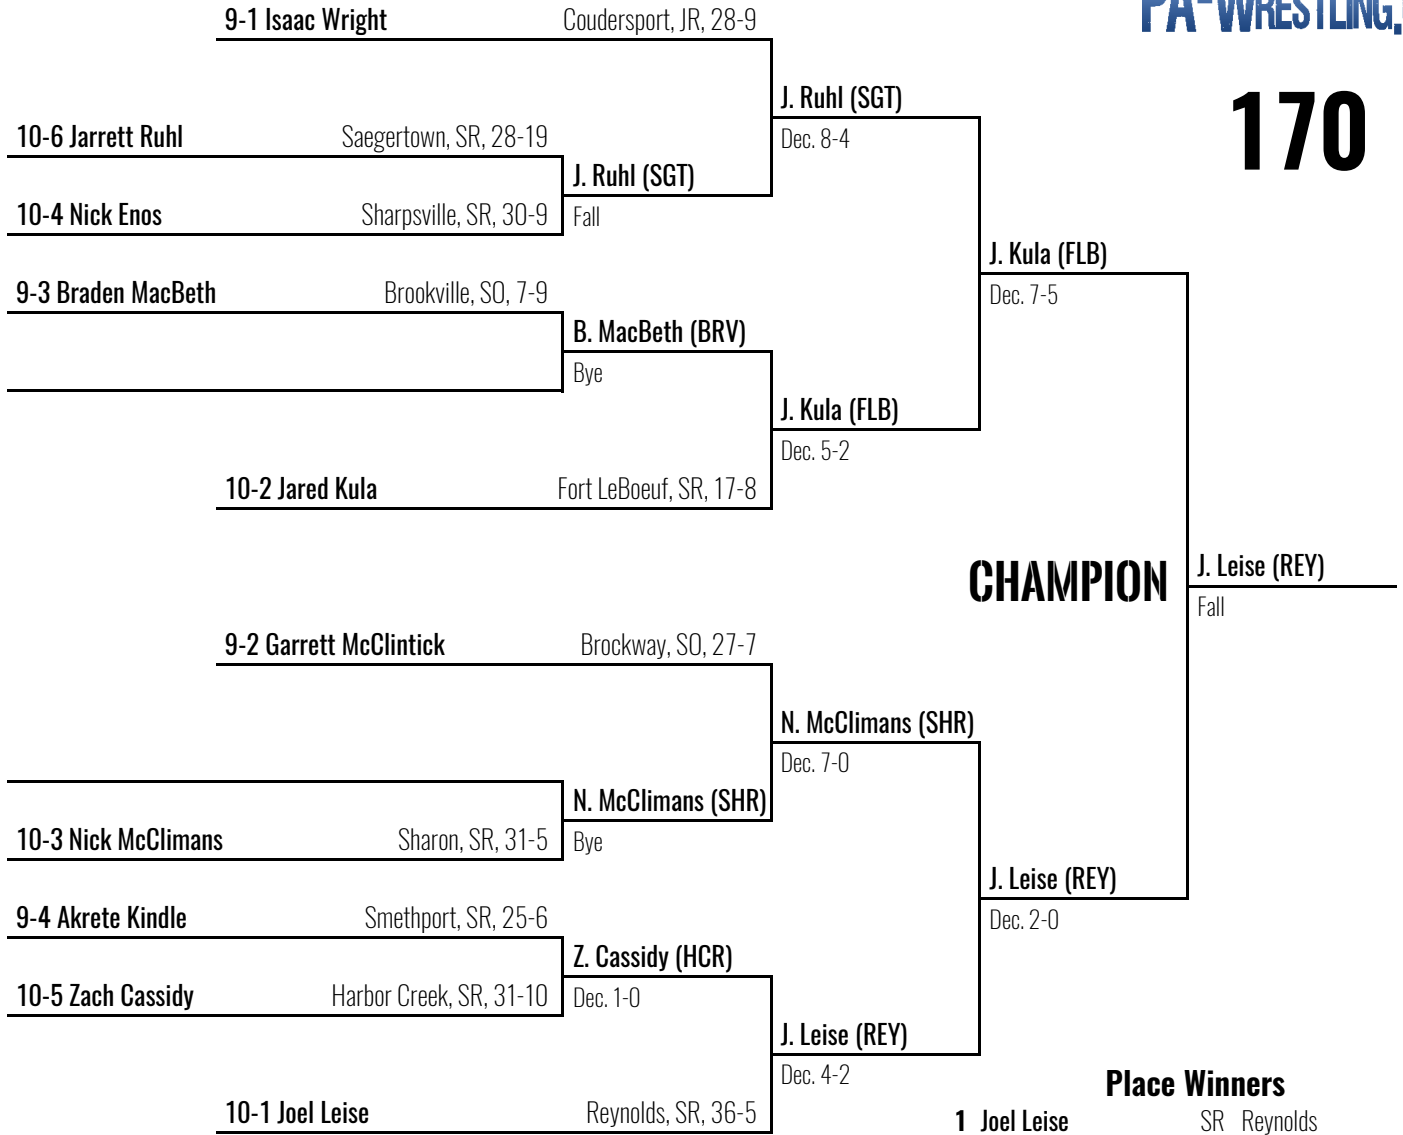 PA-WRESTLING.
9-1 Isaac Wright Coudersport, JR, 28-9
170
J. Ruhl (SGT)
Dec. 8-4
10-6 Jarrett Ruhl Saegertown, SR, 28-19
J. Ruhl (SGT)
Fall
10-4 Nick Enos Sharpsville, SR, 30-9
J. Kula (FLB)
Dec. 7-5
9-3 Braden MacBeth Brookville, SO, 7-9
B. MacBeth (BRV)
Bye
J. Kula (FLB)
Dec. 5-2
10-2 Jared Kula Fort LeBoeuf, SR, 17-8
CHAMPION
J. Leise (REY)
Fall
9-2 Garrett McClintick Brockway, SO, 27-7
N. McClimans (SHR)
Dec. 7-0
N. McClimans (SHR)
Bye
10-3 Nick McClimans Sharon, SR, 31-5
J. Leise (REY)
Dec. 2-0
9-4 Akrete Kindle Smethport, SR, 25-6
Z. Cassidy (HCR)
Dec. 1-0
10-5 Zach Cassidy Harbor Creek, SR, 31-10
J. Leise (REY)
Dec. 4-2
10-1 Joel Leise Reynolds, SR, 36-5
Place Winners
1 Joel Leise SR Reynolds